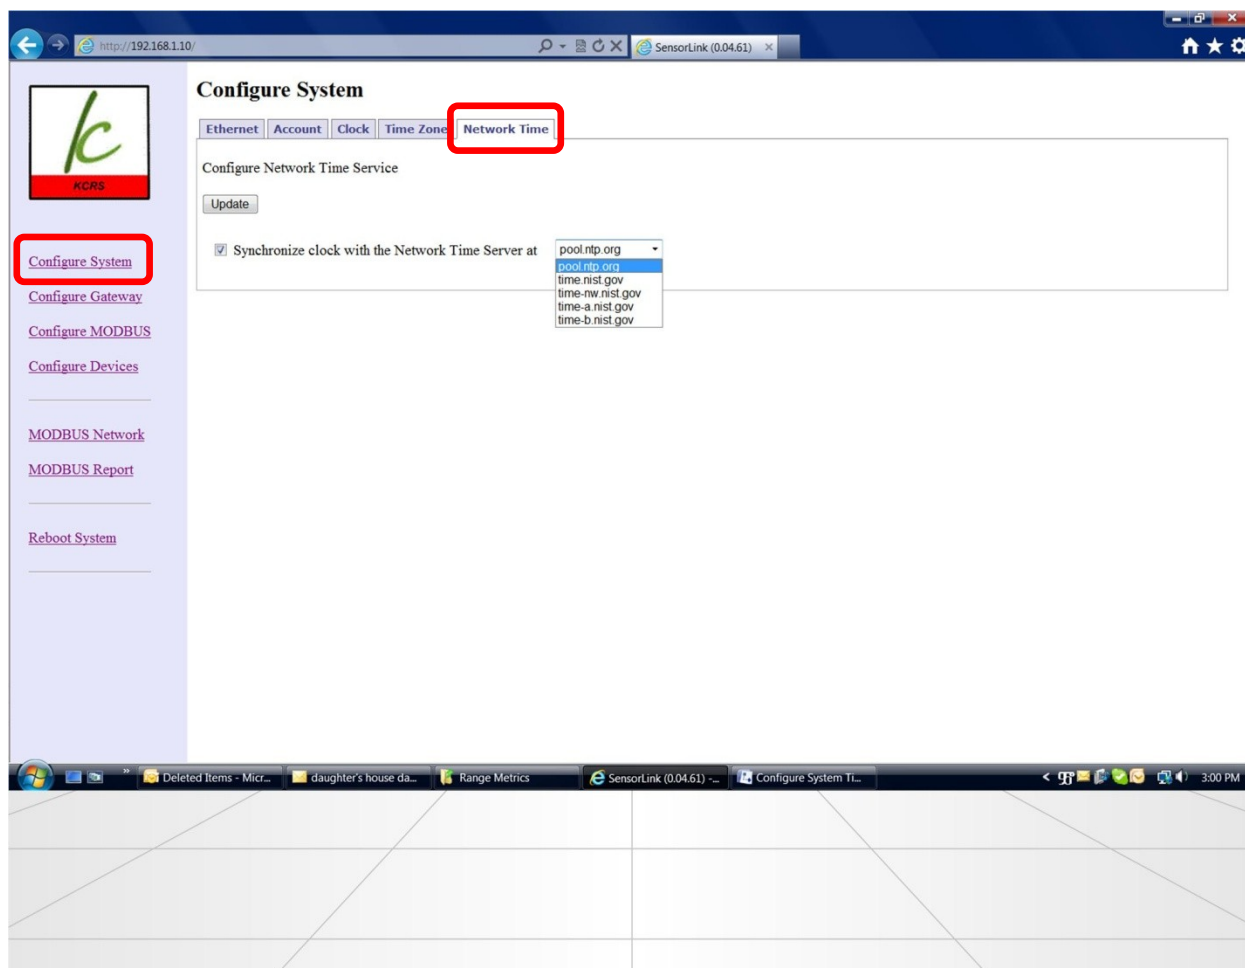 http://192.168.1.10/
SensorLink (0.04.61)
KCRS
Configure System
Ethernet Account Clock Time Zone Network Time
Configure Network Time Service
Update
Synchronize clock with the Network Time Server at pool.ntp.org
pool.ntp.org
time.nist.gov
time-nw.nist.gov
time-a.nist.gov
time-b.nist.gov
Configure System
Configure Gateway
Configure MODBUS
Configure Devices
MODBUS Network
MODBUS Report
Reboot System
Deleted Items - Micr... daughter's house da... Range Metrics SensorLink (0.04.61) -... Configure System Ti... 3:00 PM